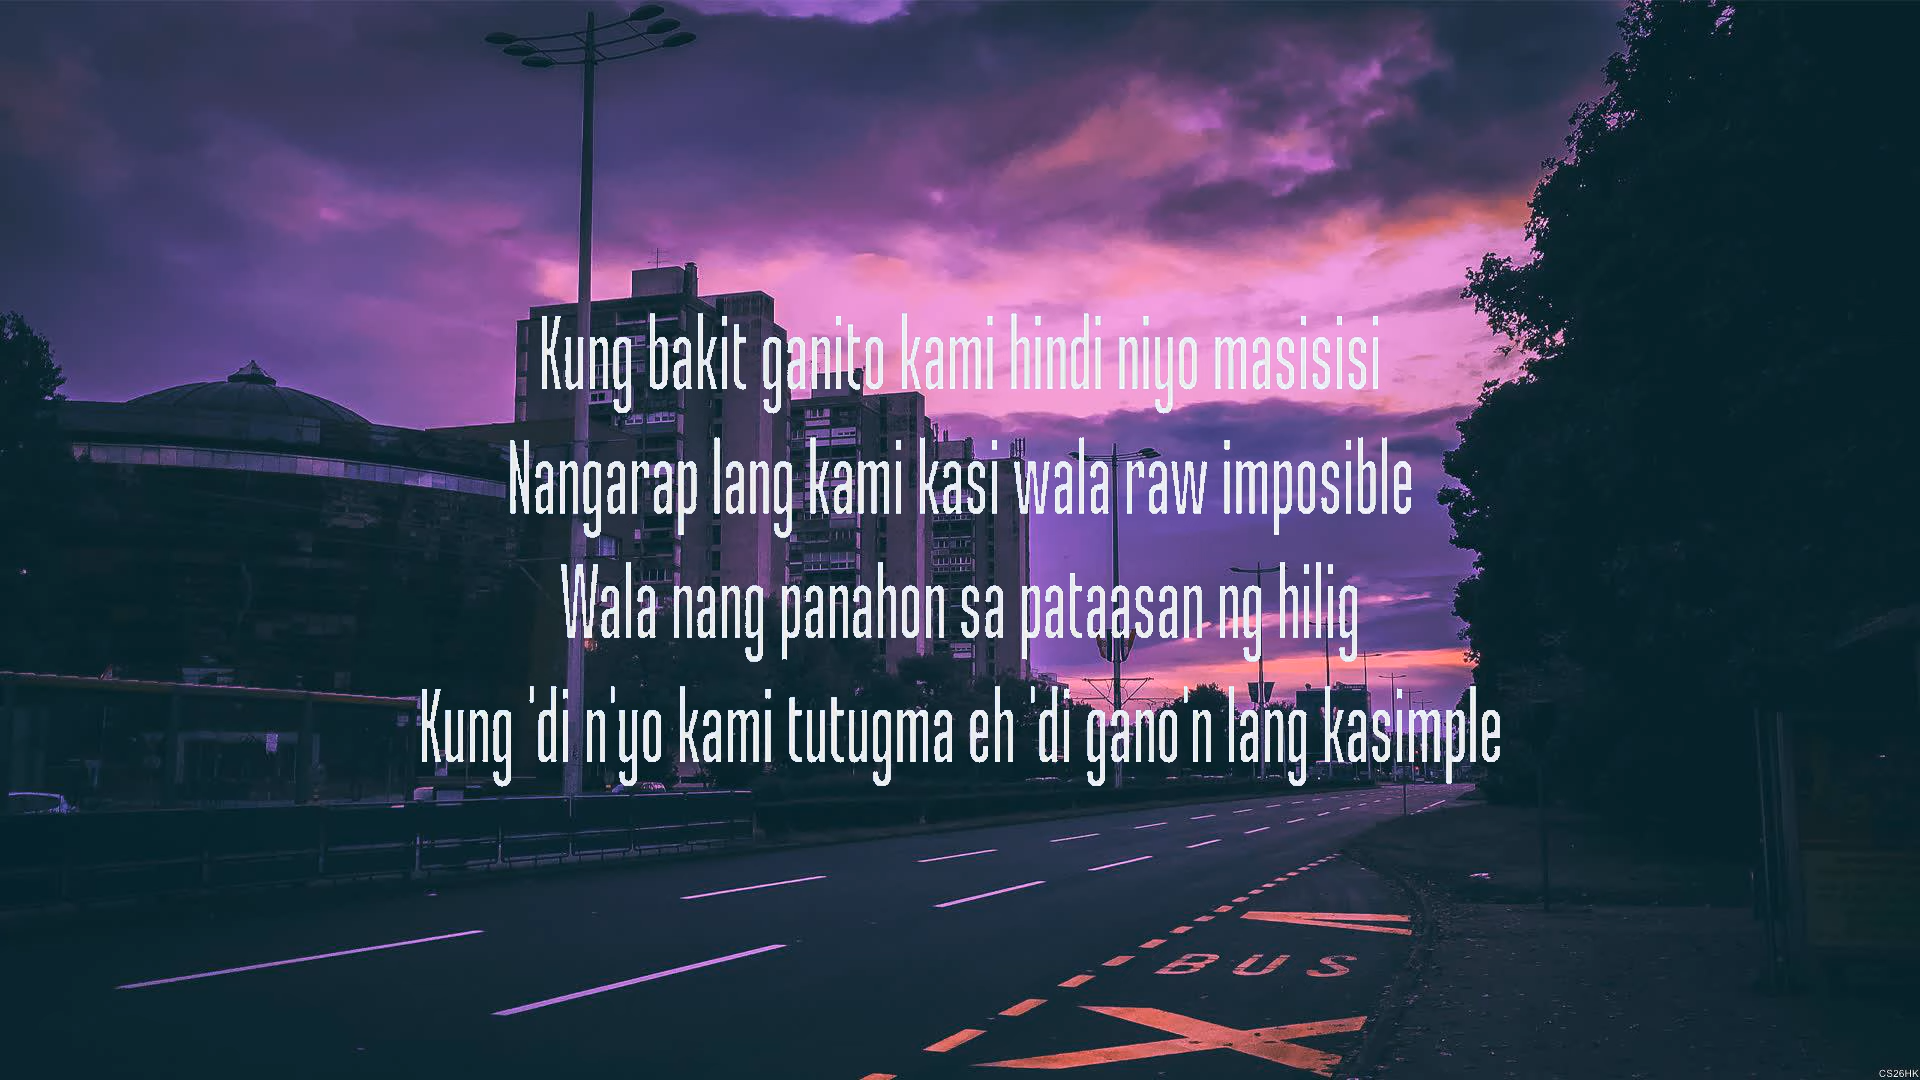 Kung bakit ganito kami hindi niyo masisisi
Nangarap lang kami kasi wala raw imposible
Wala nang panahon sa pataasan ng hilig
Kung 'di n'yo kami tutugma eh 'di gano'n lang kasimple
BUS
CS26HK